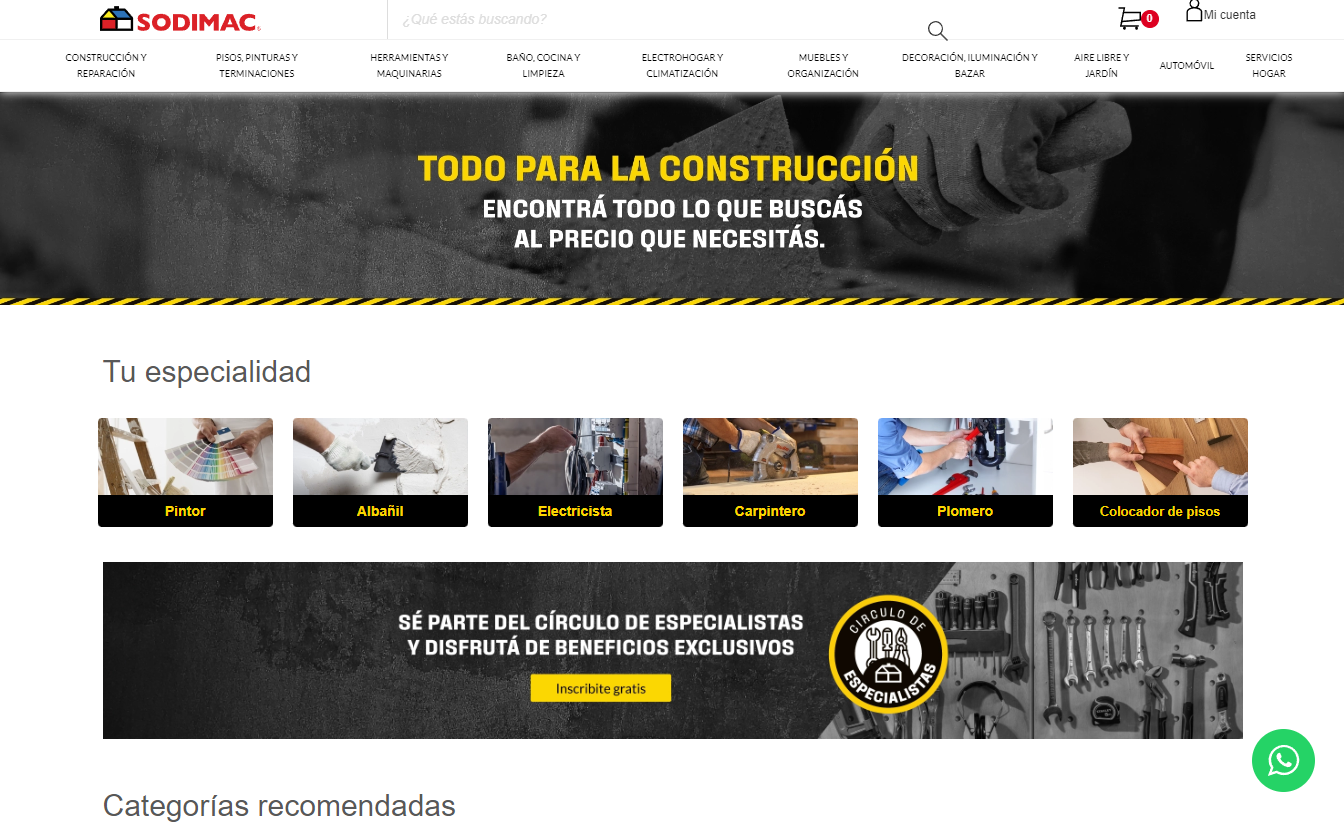 SODIMAC
¿Qué estás buscando?
0
Mi cuenta
CONSTRUCCIÓN Y
REPARACIÓN
PISOS, PINTURAS Y
TERMINACIONES
HERRAMIENTAS Y
MAQUINARIAS
BAÑO, COCINA Y
LIMPIEZA
ELECTROHOGAR Y
CLIMATIZACIÓN
MUEBLES Y
ORGANIZACIÓN
DECORACIÓN, ILUMINACIÓN Y
BAZAR
AIRE LIBRE Y
JARDÍN
AUTOMÓVIL
SERVICIOS
HOGAR
TODO PARA LA CONSTRUCCIÓN
ENCONTRÁ TODO LO QUE BUSCÁS
AL PRECIO QUE NECESITÁS.
Tu especialidad
Pintor
Albañil
Electricista
Carpintero
Plomero
Colocador de pisos
SÉ PARTE DEL CÍRCULO DE ESPECIALISTAS
Y DISFRUTÁ DE BENEFICIOS EXCLUSIVOS
Inscribite gratis
CIRCULO DE
ESPECIALISTAS
Categorías recomendadas